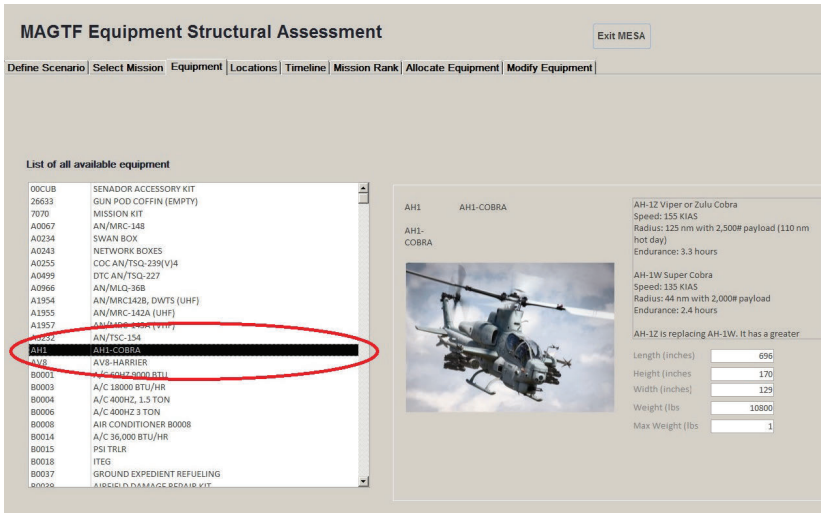 MAGTF Equipment Structural Assessment
Exit MESA
Define Scenario Select Mission Equipment Locations Timeline Mission Rank Allocate Equipment Modify Equipment
List of all available equipment
00CUB SENADOR ACCESSORY KIT
26633 GUN POD COFFIN (EMPTY)
7070 MISSION KIT
A0067 AN/MRC-148
A0234 SWAN BOX
A0243 NETWORK BOXES
A0255 COC AN/TSQ-239(V)4
A0499 DTC AN/TSQ-227
A0966 AN/MLQ-36B
A1954 AN/MRC142B, DWTS (UHF)
A1955 AN/MRC-142A (UHF)
A1957 AN/MRC-145A (VHF)
A3232 AN/TSC-154
AH1 AH1-COBRA
AV8 AV8-HARRIER
B0001 A/C 60HZ 9000 BTU
B0003 A/C 18000 BTU/HR
B0004 A/C 400HZ, 1.5 TON
B0006 A/C 400HZ 3 TON
B0008 AIR CONDITIONER B0008
B0014 A/C 36,000 BTU/HR
B0015 PSI TRLR
B0018 ITEG
B0037 GROUND EXPEDIENT REFUELING
B0039 AIRFIELD DAMAGE REPAIR KIT
AH1 AH1-COBRA
AH1-
COBRA
AH-1Z Viper or Zulu Cobra
Speed: 155 KIAS
Radius: 125 nm with 2,500# payload (110 nm
hot day)
Endurance: 3.3 hours
AH-1W Super Cobra
Speed: 135 KIAS
Radius: 44 nm with 2,000# payload
Endurance: 2.4 hours
AH-1Z is replacing AH-1W. It has a greater
Length (inches) 696
Height (inches 170
Width (inches) 129
Weight (lbs 10800
Max Weight (lbs 1